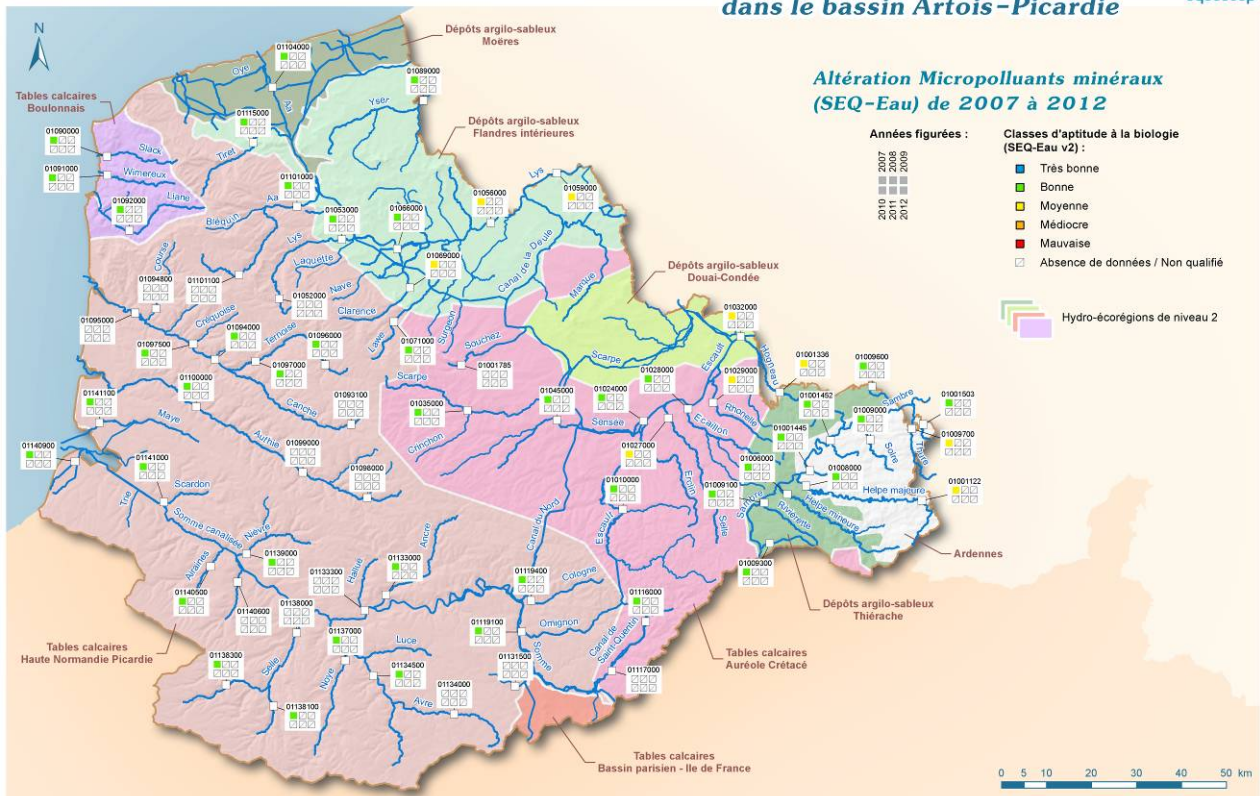 dans le bassin Artois-Picardie
Altération Micropolluants minéraux
(SEQ-Eau) de 2007 à 2012
Années figurées :
2007
2008
2009
2010
2011
2012
Classes d'aptitude à la biologie
(SEQ-Eau v2) :
Très bonne
Bonne
Moyenne
Médiocre
Mauvaise
Absence de données / Non qualifié
Hydro-écorégions de niveau 2
N
Dépôts argilo-sableux
Moëres
Tables calcaires
Boulonnais
Dépôts argilo-sableux
Flandres intérieures
Dépôts argilo-sableux
Douai-Condée
Ardennes
Dépôts argilo-sableux
Thiérache
Tables calcaires
Auréole Crétacé
Tables calcaires
Haute Normandie Picardie
Tables calcaires
Bassin parisien - Ile de France
01104000
01089000
01115000
01090000
01091000
01092000
01101000
01053000
01066000
01056000
01059000
01069000
01094800
01101100
01052000
01095000
01097500
01094000
01096000
01097000
01071000
01001785
01032000
01028000
01029000
01001336
01009600
01001452
01009000
01001503
01009700
01001445
01001122
01141100
01100000
01093100
01035000
01045000
01024000
01027000
01006000
01008000
01009100
01010000
01140900
01141000
01099000
01098000
01139000
01133300
01133000
01119400
01116000
01009300
01140500
01140600
01138000
01137000
01119100
01131500
01117000
01138300
01134500
01134000
01138100
Oye
Aa
Yser
Tiret
Slack
Wimereux
Liane
Aa
Bléquin
Lys
Laquette
Nave
Clarence
Lawe
Surgeon
Souchez
Canal de la Deule
Lys
Marque
Course
Créquoise
Ternoise
Canche
Authie
Maye
Scarpe
Scarpe
Crinchon
Sensée
Escaut
Hogneau
Rhonelle
Ecaillon
Erclin
Selle
Escaut
Sambre
Sambre
Solre
Thure
Helpe majeure
Helpe mineure
Rivièrette
Trie
Scardon
Somme canalisée
Nièvre
Airaines
Hallue
Ancre
Canal du Nord
Cologne
Omignon
Somme
Canal de
Saint-Quentin
Selle
Noye
Luce
Avre
0 5 10 20 30 40 50 km